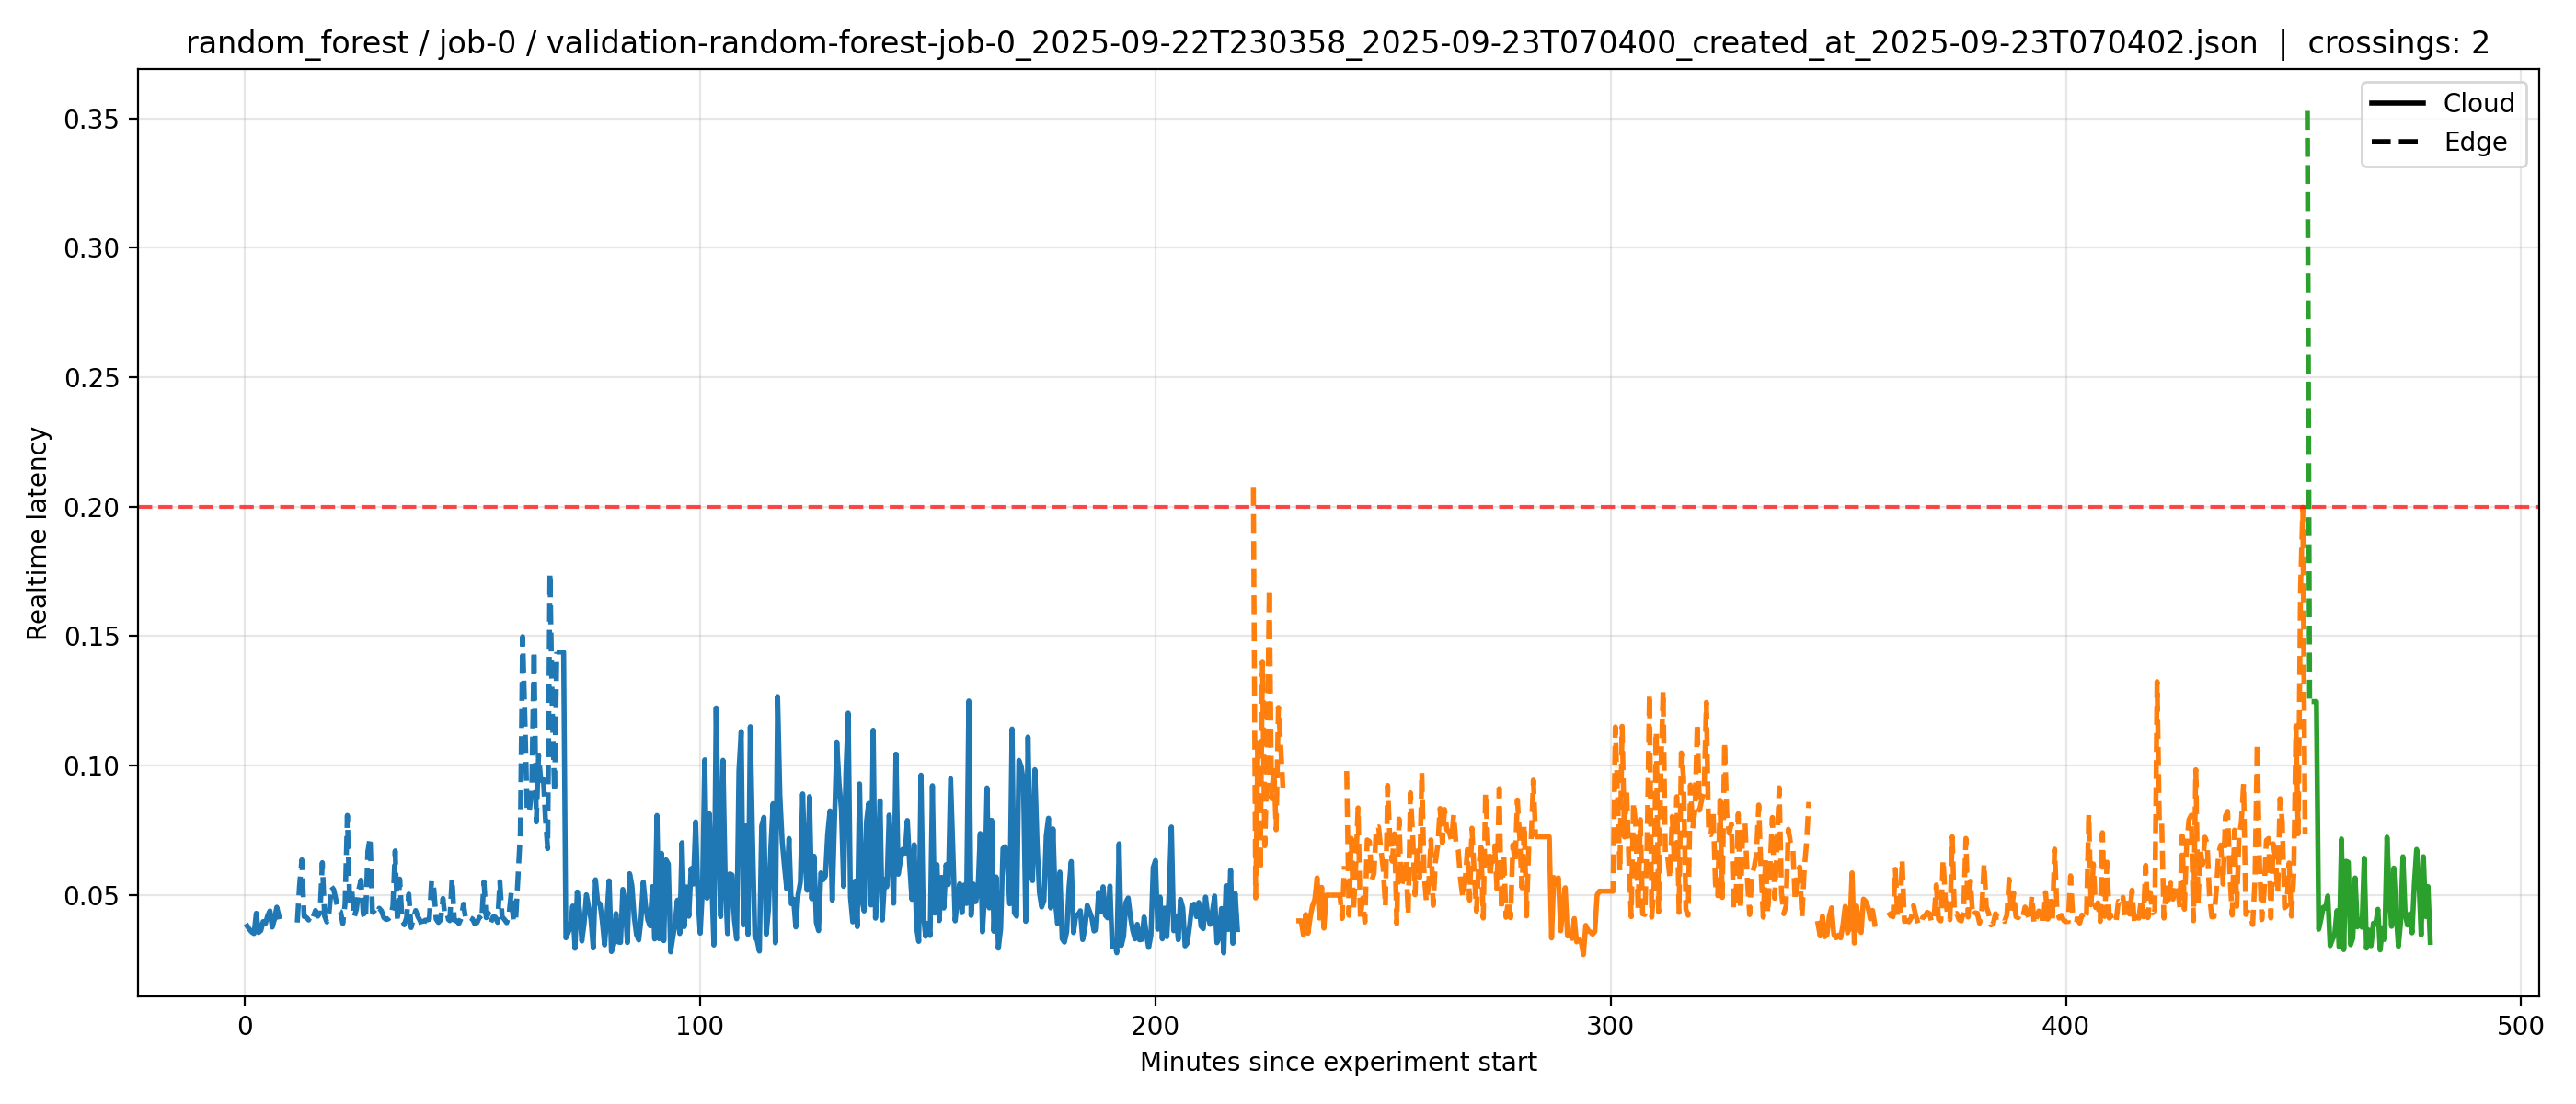 random_forest / job-0 / validation-random-forest-job-0_2025-09-22T230358_2025-09-23T070400_created_at_2025-09-23T070402.json | crossings: 2
Cloud
Edge
Realtime latency
0.35
0.30
0.25
0.20
0.15
0.10
0.05
0
100
200
300
400
500
Minutes since experiment start